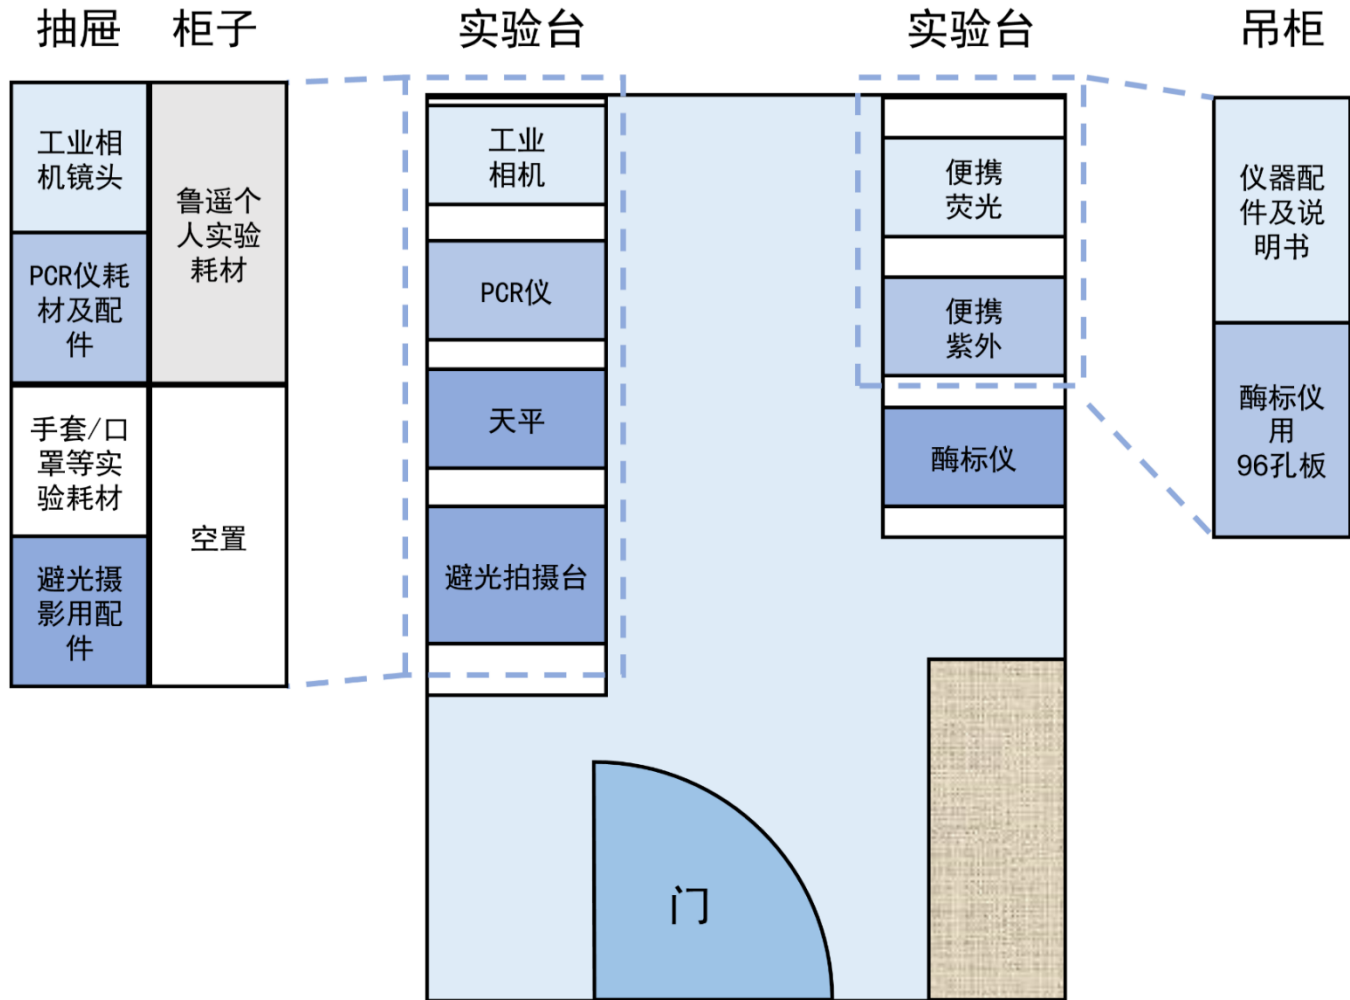 抽屉
柜子
实验台
实验台
吊柜
工业相
机镜头
PCR仪耗
材及配
件
手套/口
罩等实
验耗材
避光摄
影用配
件
鲁遥个
人实验
耗材
空置
工业
相机
PCR仪
天平
避光拍摄台
便携
荧光
便携
紫外
酶标仪
仪器配
件及说
明书
酶标仪
用
96孔板
门